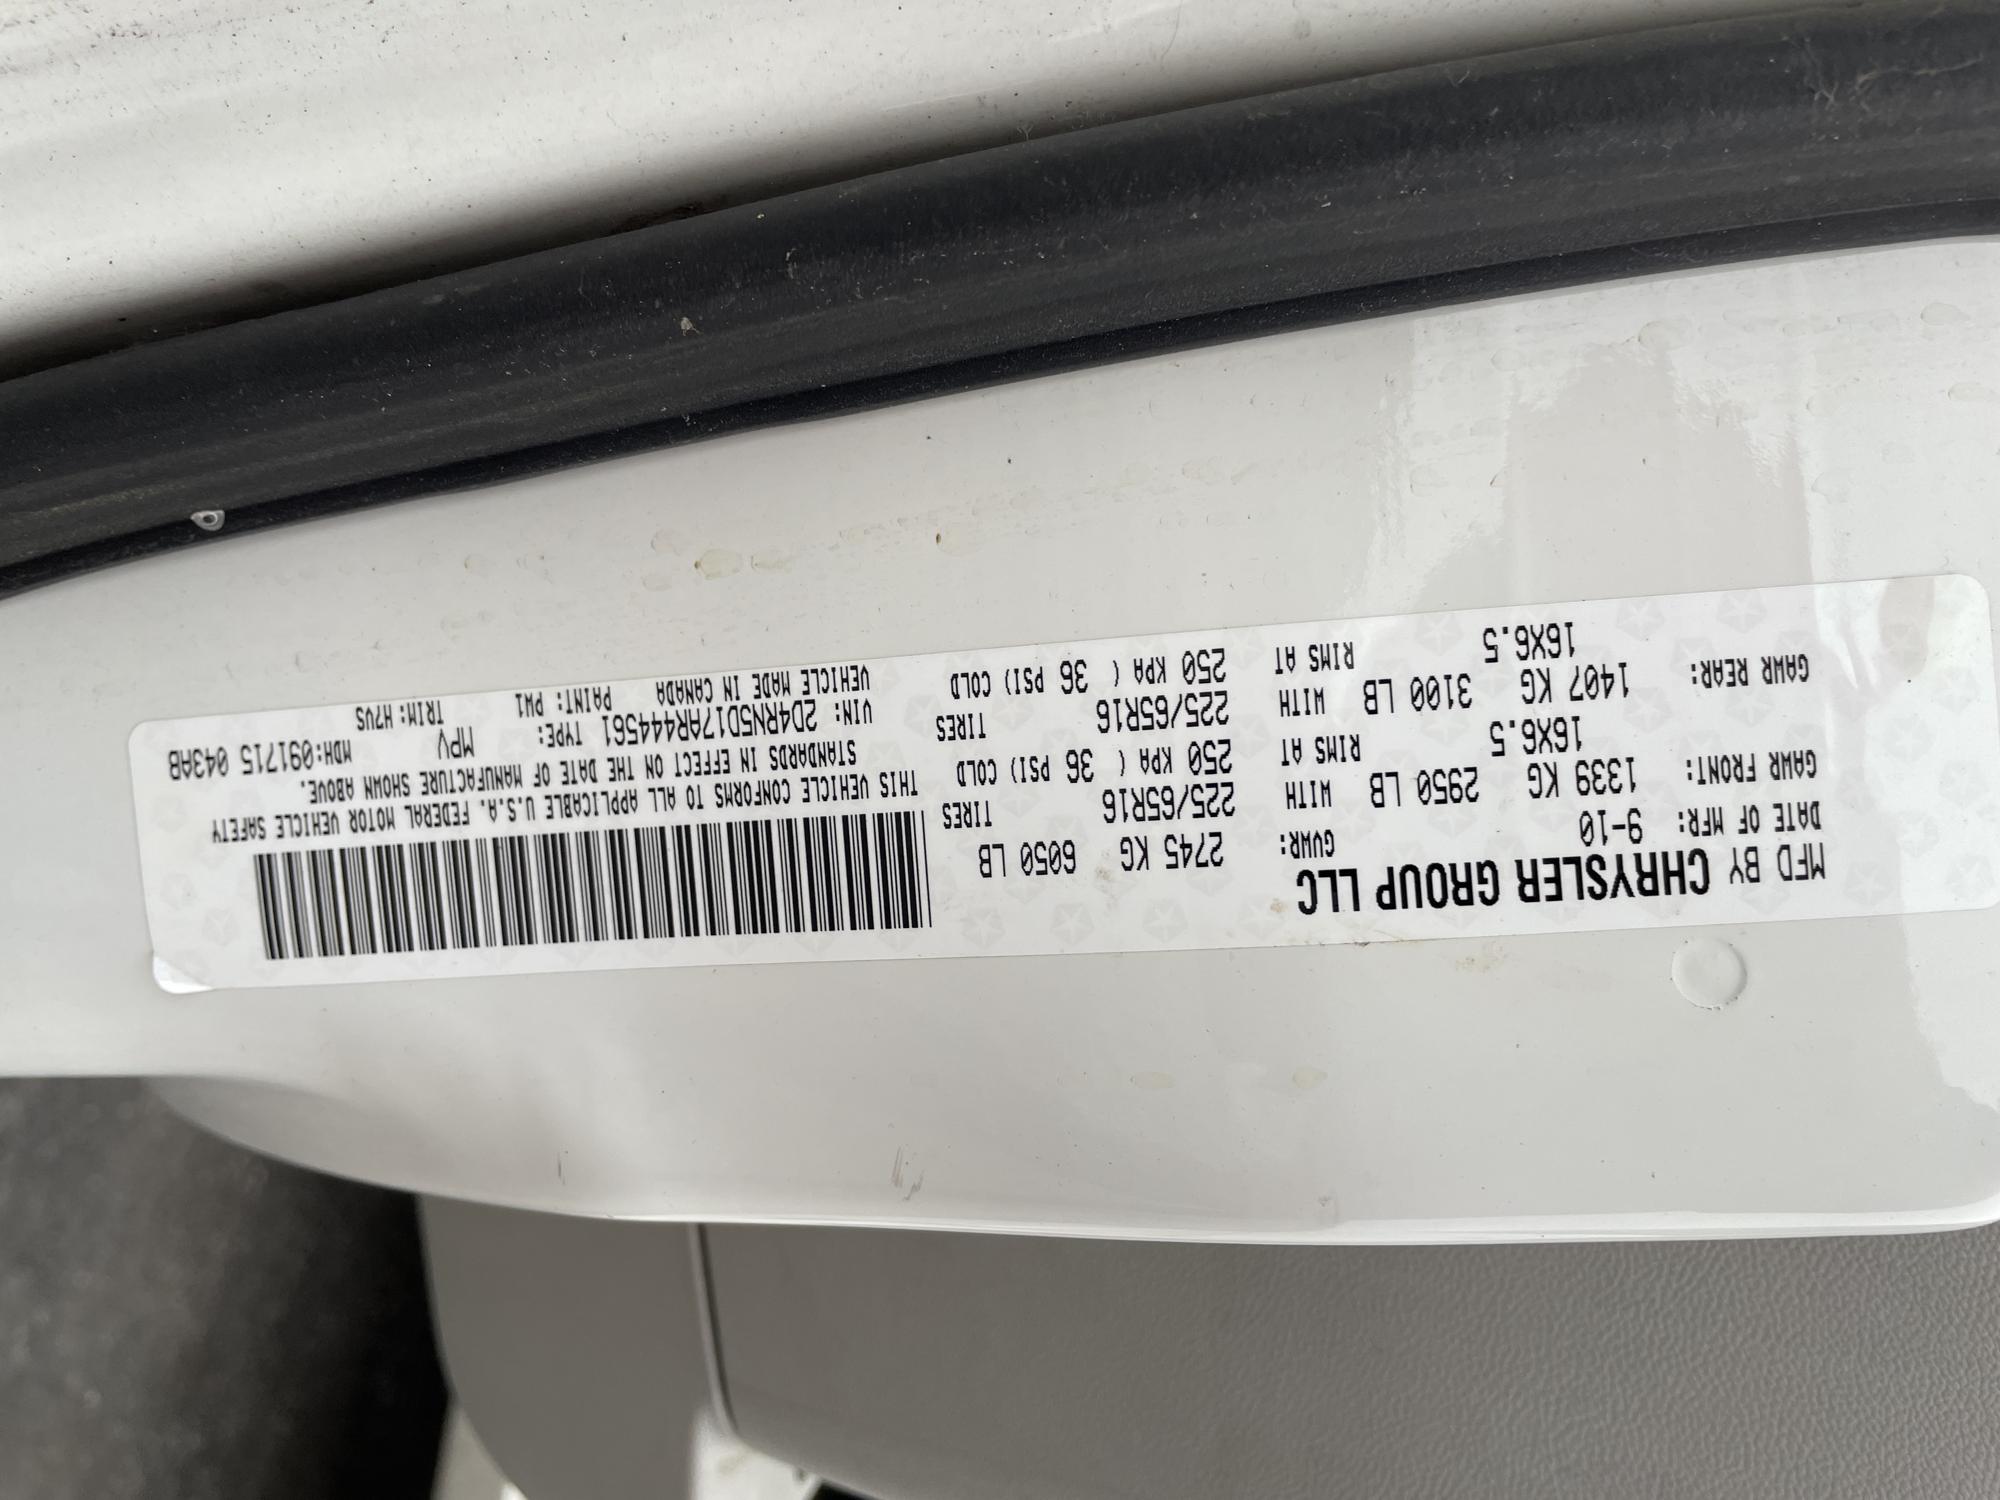 MFD BY CHRYSLER GROUP LLC
DATE OF MFR: 9-10 GVWR: 2745 KG 6050 LB
GAWR FRONT: 1339 KG 2950 LB WITH 225/65R16 TIRES
16X6.5 RIMS AT 250 KPA ( 36 PSI) COLD
GAWR REAR: 1407 KG 3100 LB WITH 225/65R16 TIRES
16X6.5 RIMS AT 250 KPA ( 36 PSI) COLD
THIS VEHICLE CONFORMS TO ALL APPLICABLE U.S.A. FEDERAL MOTOR VEHICLE SAFETY
STANDARDS IN EFFECT ON THE DATE OF MANUFACTURE SHOWN ABOVE.
VIN: 2D4RN5D17AR444561 TYPE: MPV MDH:091715 043AB
VEHICLE MADE IN CANADA PAINT: PW1 TRIM: H7VS